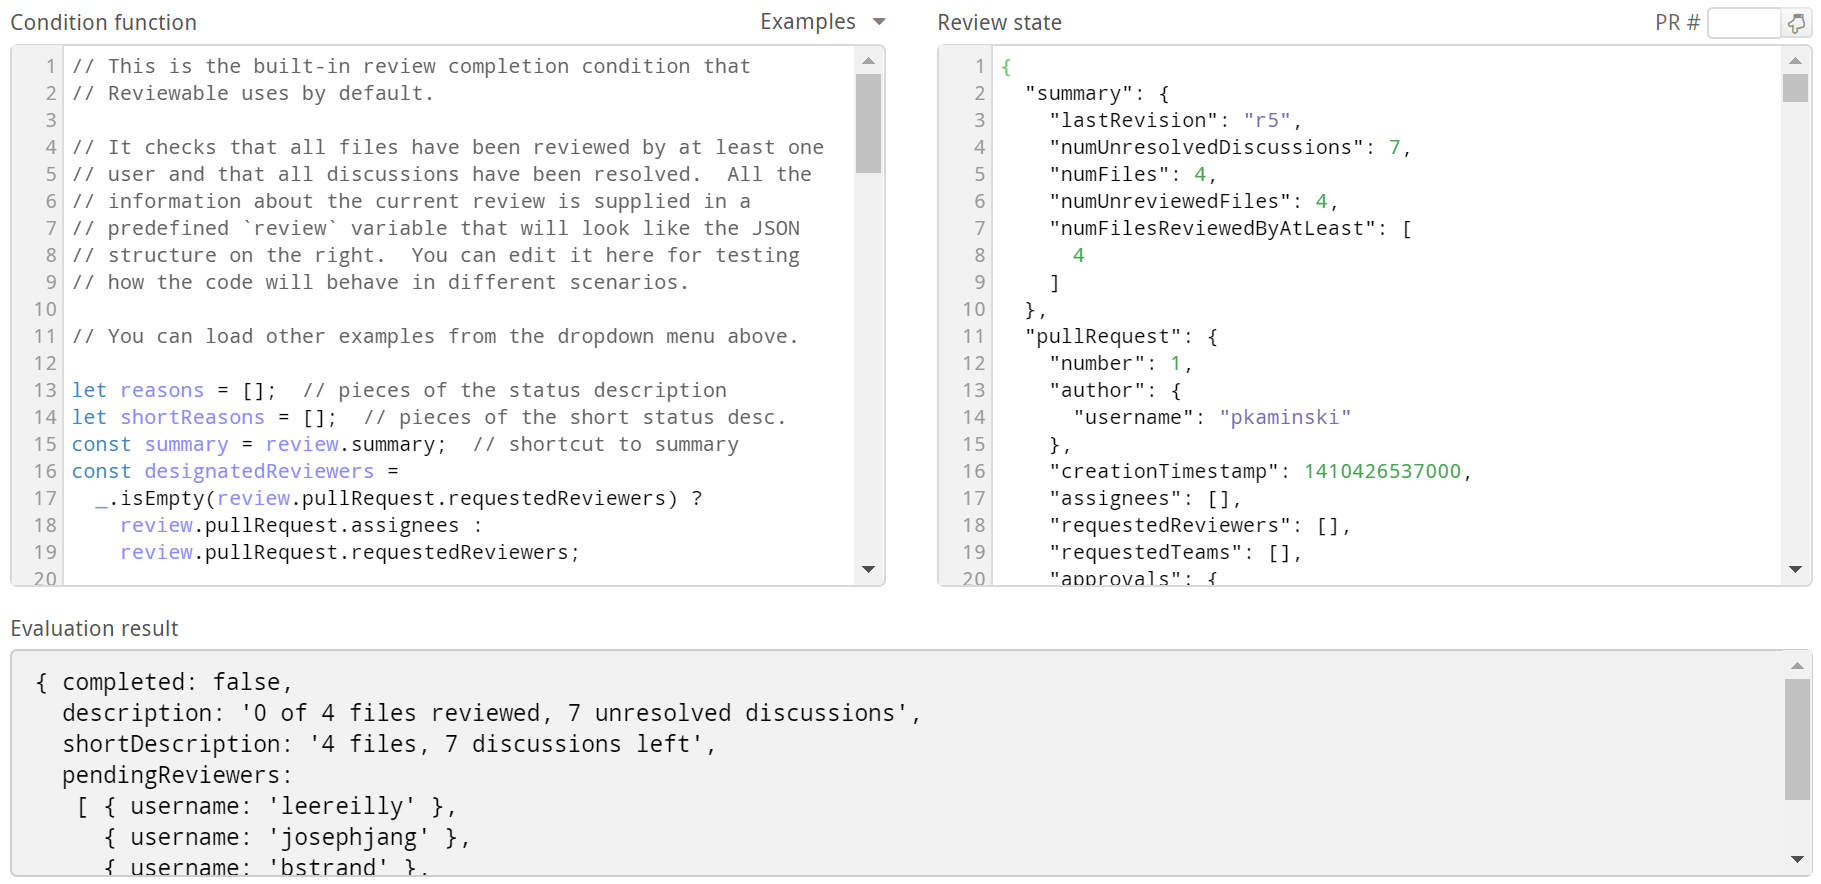 Condition function
Examples
1 // This is the built-in review completion condition that
2 // Reviewable uses by default.
3
4 // It checks that all files have been reviewed by at least one
5 // user and that all discussions have been resolved.  All the
6 // information about the current review is supplied in a
7 // predefined `review` variable that will look like the JSON
8 // structure on the right.  You can edit it here for testing
9 // how the code will behave in different scenarios.
10
11 // You can load other examples from the dropdown menu above.
12
13 let reasons = [];  // pieces of the status description
14 let shortReasons = [];  // pieces of the short status desc.
15 const summary = review.summary;  // shortcut to summary
16 const designatedReviewers =
17   _.isEmpty(review.pullRequest.requestedReviewers) ?
18     review.pullRequest.assignees :
19     review.pullRequest.requestedReviewers;
20
Review state
PR #
1 {
2   "summary": {
3     "lastRevision": "r5",
4     "numUnresolvedDiscussions": 7,
5     "numFiles": 4,
6     "numUnreviewedFiles": 4,
7     "numFilesReviewedByAtLeast": [
8       4
9     ]
10   },
11   "pullRequest": {
12     "number": 1,
13     "author": {
14       "username": "pkaminski"
15     },
16     "creationTimestamp": 1410426537000,
17     "assignees": [],
18     "requestedReviewers": [],
19     "requestedTeams": [],
20     "approvals": {
Evaluation result
{ completed: false,
  description: '0 of 4 files reviewed, 7 unresolved discussions',
  shortDescription: '4 files, 7 discussions left',
  pendingReviewers:
   [ { username: 'leereilly' },
     { username: 'josephjang' },
     { username: 'bstrand' },